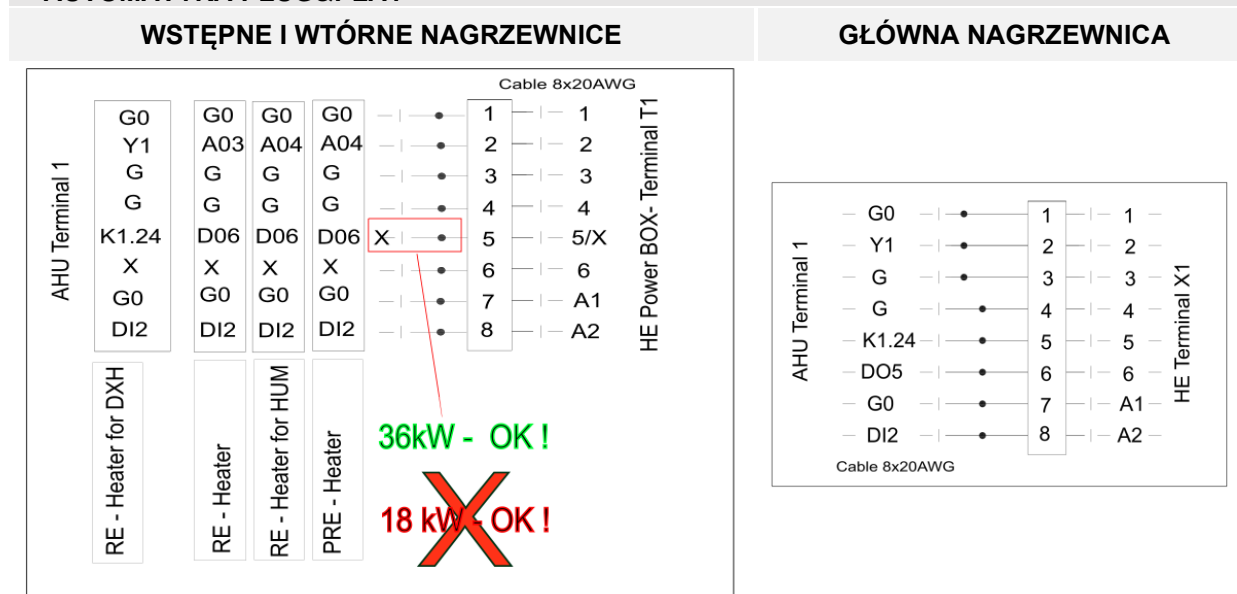 WSTĘPNE I WTÓRNE NAGRZEWNICE
GŁÓWNA NAGRZEWNICA
Cable 8x20AWG
G0 G0 G0 G0 1 1
Y1 A03 A04 A04 2 2
G G G G 3 3
G G G G 4 4
K1.24 D06 D06 D06 X 5 5/X
X X X X 6 6
G0 G0 G0 G0 7 A1
DI2 DI2 DI2 DI2 8 A2
AHU Terminal 1
HE Power BOX- Terminal T1
RE - Heater for DXH
RE - Heater
RE - Heater for HUM
PRE - Heater
36kW - OK !
18 kW - OK !
G0 1 1
Y1 2 2
G 3 3
G 4 4
K1.24 5 5
DO5 6 6
G0 7 A1
DI2 8 A2
AHU Terminal 1
HE Terminal X1
Cable 8x20AWG